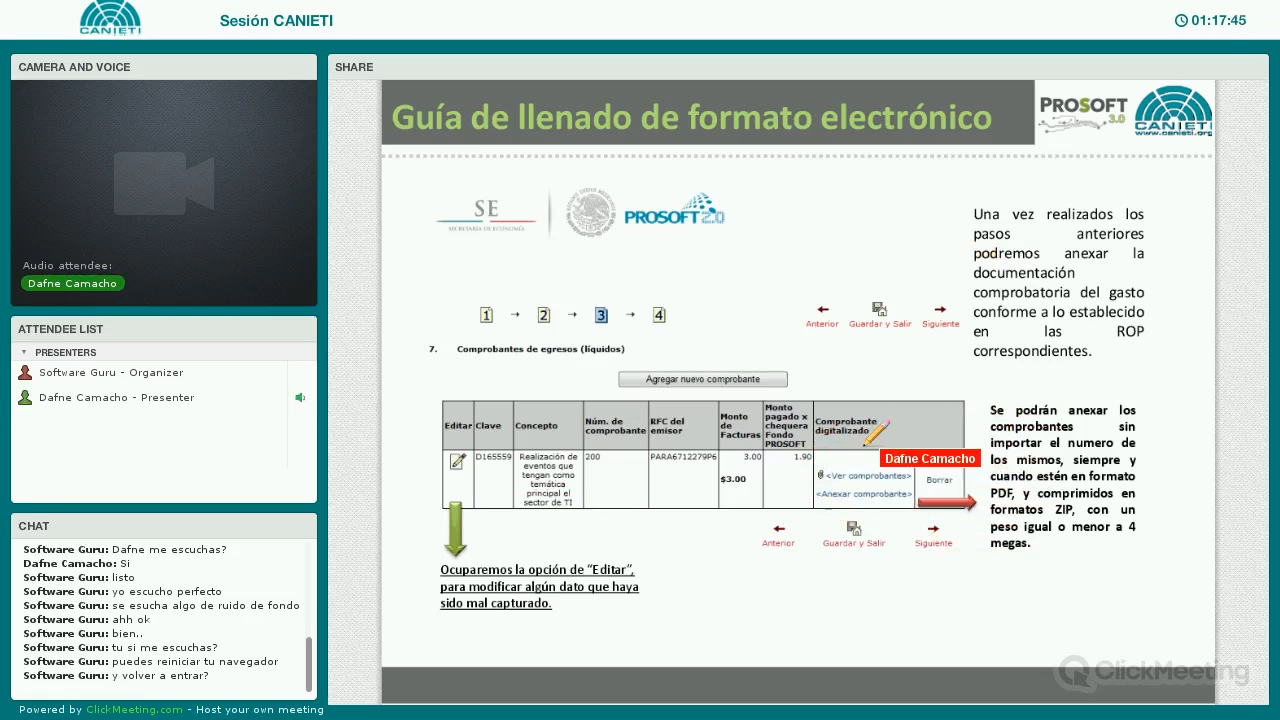 CANIETI
Sesión CANIETI
01:17:45
CAMERA AND VOICE
Audio attendee:
Dafne Camacho
ATTENDEE LIST
PRESENTERS
Software Guru - Organizer
Dafne Camacho - Presenter
CHAT
Software Guru: Dafne me escuchas?
Dafne Camacho: Si
Software Guru: listo
Software Guru: yo escucho perfecto
Software Guru: se esucha algo de ruido de fondo
Software Guru: ahh ok
Software Guru: bien..
Software Guru: tu si me escuchas?
Software Guru: puedes reiniciar tu navegador
Software Guru: y volver a entrar?
Powered by ClickMeeting.com - Host your own meeting
SHARE
Guía de llenado de formato electrónico
PROSOFT
3.0
CANIETI
www.canieti.org
SE
SECRETARÍA DE ECONOMÍA
PROSOFT 2.0
Una vez realizados los
pasos anteriores
podremos anexar la
documentación
comprobatoria del gasto
conforme a lo establecido
en las ROP
correspondientes.
1 → 2 → 3 → 4
Anterior Guardar y Salir Siguiente
7. Comprobantes de egresos (líquidos)
Agregar nuevo comprobante
Editar
Clave
Concepto
Núm. de
comprobante
RFC del
emisor
Monto
de
Facturas
Monto
pagado x
chequera
Fondo
PROSOFT
Comprobante
digitalizado
D165559
Realización de
eventos que
tengan como
temática
principal el
sector de TI
200
PARA6712279P6
3.00
$3.00
1.90
<Ver comprobantes>
<Anexar comprobante>
Borrar
Dafne Camacho
Anterior Guardar y Salir Siguiente
Se podrán anexar los
comprobantes sin
importar el numero de
los mismos, siempre y
cuando estén en formato
PDF, y comprimidos en
formatos ZIP, con un
peso igual o menor a 4
megas.
Ocuparemos la opción de “Editar”,
para modificar algún dato que haya
sido mal capturado.
ClickMeeting